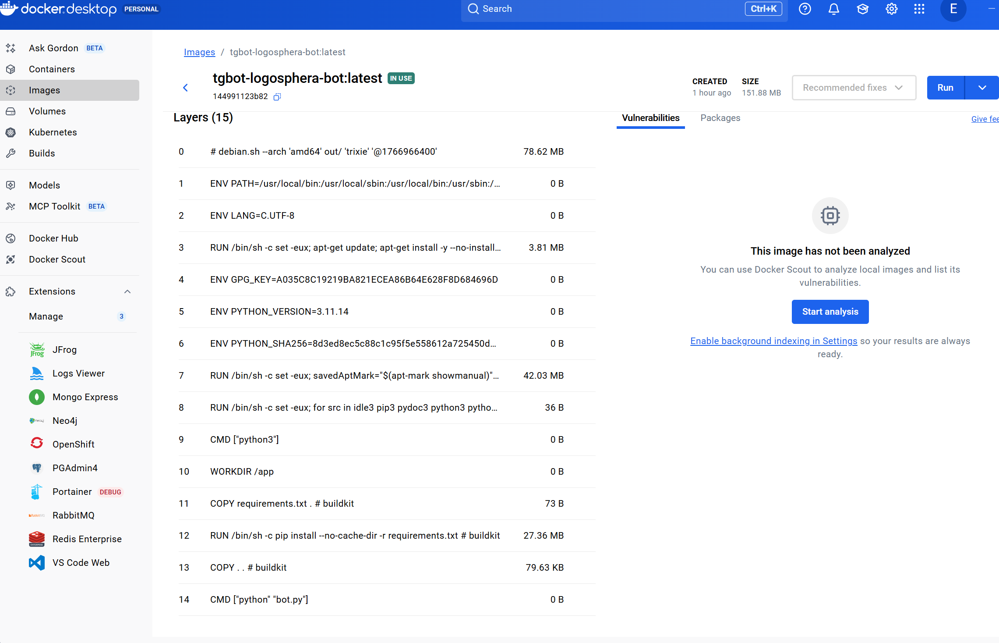 docker.desktop PERSONAL
Search
Ctrl+K
E
Ask Gordon BETA
Containers
Images
Volumes
Kubernetes
Builds
Models
MCP Toolkit BETA
Docker Hub
Docker Scout
Extensions
Manage 3
JFrog
JFrog
Logs Viewer
Mongo Express
neo4j
Neo4j
OpenShift
PGAdmin4
Portainer DEBUG
RabbitMQ
RabbitMQ
ENTERPRISE
Redis Enterprise
VS Code Web
Images / tgbot-logosphera-bot:latest
tgbot-logosphera-bot:latest IN USE
144991123b82
CREATED
1 hour ago
SIZE
151.88 MB
Recommended fixes
Run
Layers (15)
0 # debian.sh --arch 'amd64' out/ 'trixie' '@1766966400' 78.62 MB
1 ENV PATH=/usr/local/bin:/usr/local/sbin:/usr/local/bin:/usr/sbin:/... 0 B
2 ENV LANG=C.UTF-8 0 B
3 RUN /bin/sh -c set -eux; apt-get update; apt-get install -y --no-install... 3.81 MB
4 ENV GPG_KEY=A035C8C19219BA821ECEA86B64E628F8D684696D 0 B
5 ENV PYTHON_VERSION=3.11.14 0 B
6 ENV PYTHON_SHA256=8d3ed8ec5c88c1c95f5e558612a725450d... 0 B
7 RUN /bin/sh -c set -eux; savedAptMark="$(apt-mark showmanual)"... 42.03 MB
8 RUN /bin/sh -c set -eux; for src in idle3 pip3 pydoc3 python3 pytho... 36 B
9 CMD ["python3"] 0 B
10 WORKDIR /app 0 B
11 COPY requirements.txt . # buildkit 73 B
12 RUN /bin/sh -c pip install --no-cache-dir -r requirements.txt # buildkit 27.36 MB
13 COPY . . # buildkit 79.63 KB
14 CMD ["python" "bot.py"] 0 B
Vulnerabilities
Packages
Give fee
This image has not been analyzed
You can use Docker Scout to analyze local images and list its
vulnerabilities.
Start analysis
Enable background indexing in Settings so your results are always
ready.